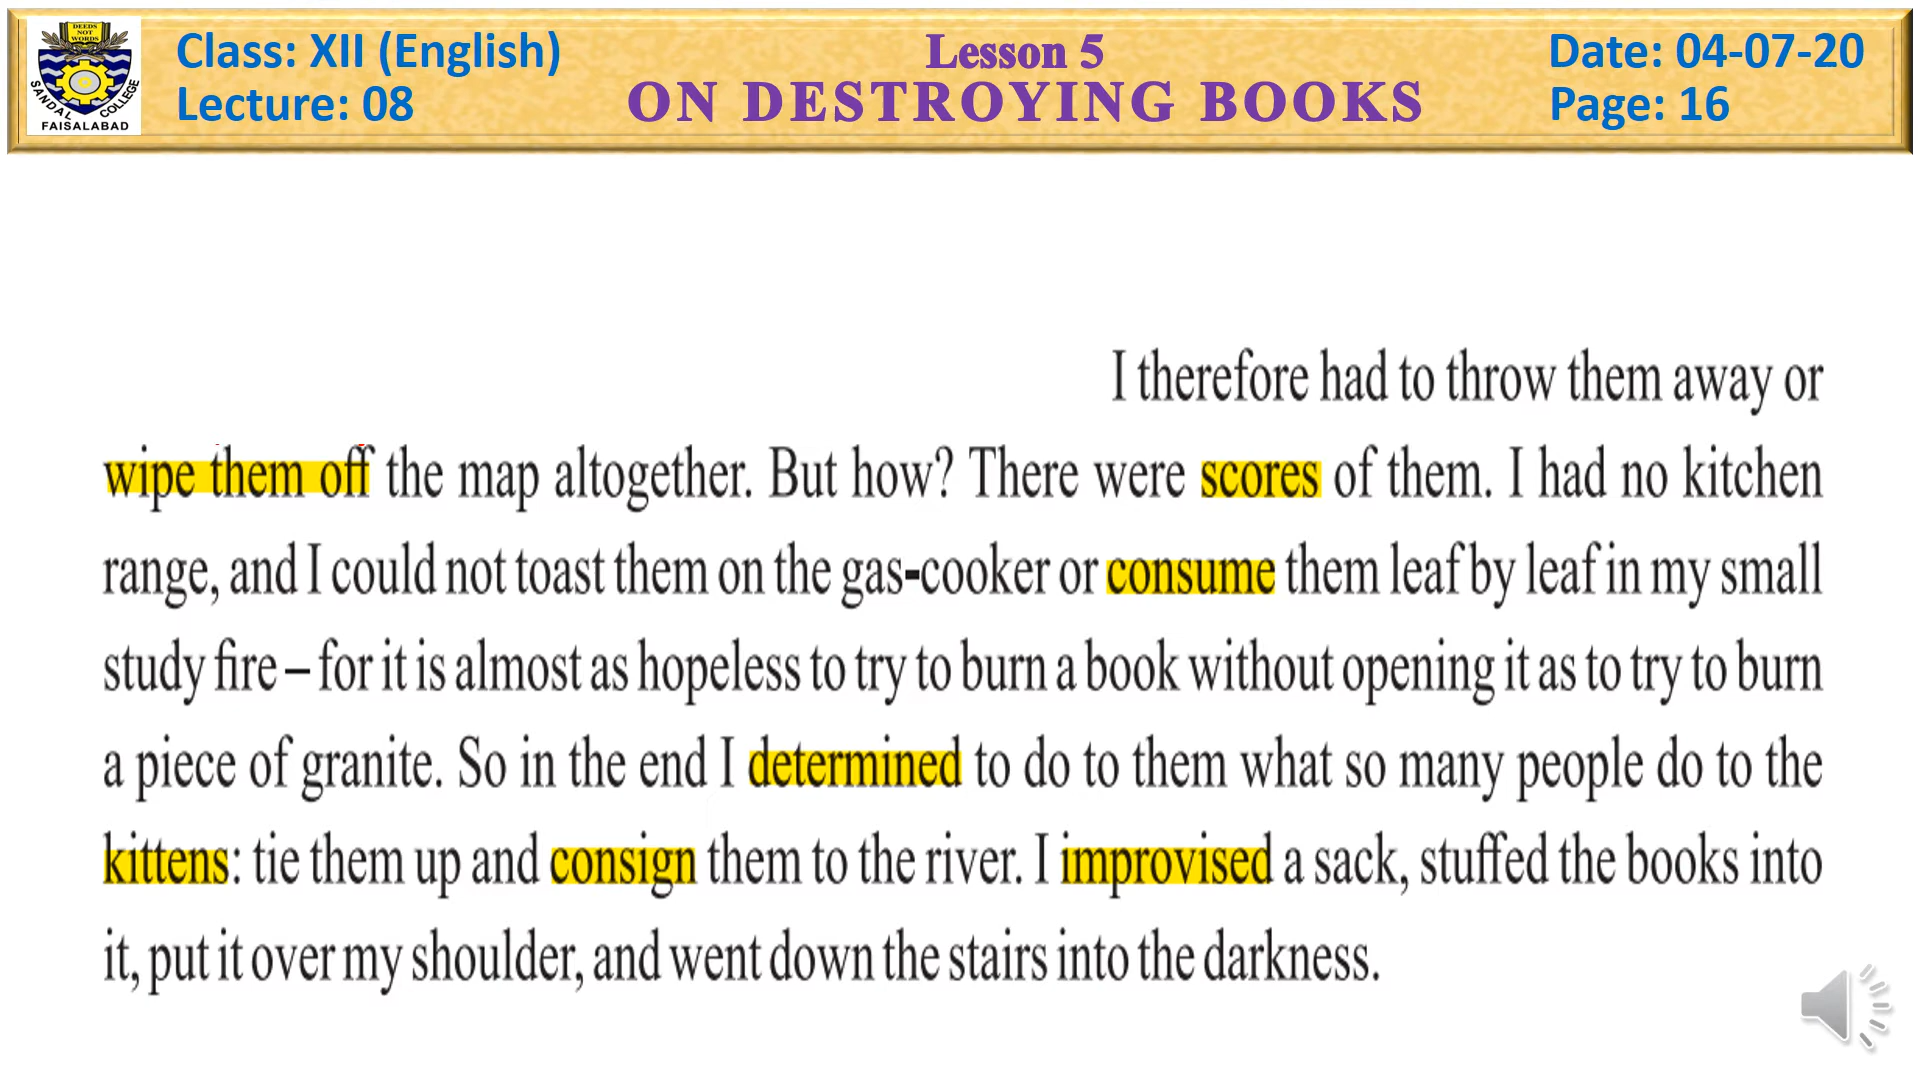 DEEDS
NOT
WORDS
SANDAL COLLEGE
FAISALABAD
Class: XII (English)
Lecture: 08
Lesson 5
ON DESTROYING BOOKS
Date: 04-07-20
Page: 16
I therefore had to throw them away or
wipe them off the map altogether. But how? There were scores of them. I had no kitchen
range, and I could not toast them on the gas-cooker or consume them leaf by leaf in my small
study fire – for it is almost as hopeless to try to burn a book without opening it as to try to burn
a piece of granite. So in the end I determined to do to them what so many people do to the
kittens: tie them up and consign them to the river. I improvised a sack, stuffed the books into
it, put it over my shoulder, and went down the stairs into the darkness.